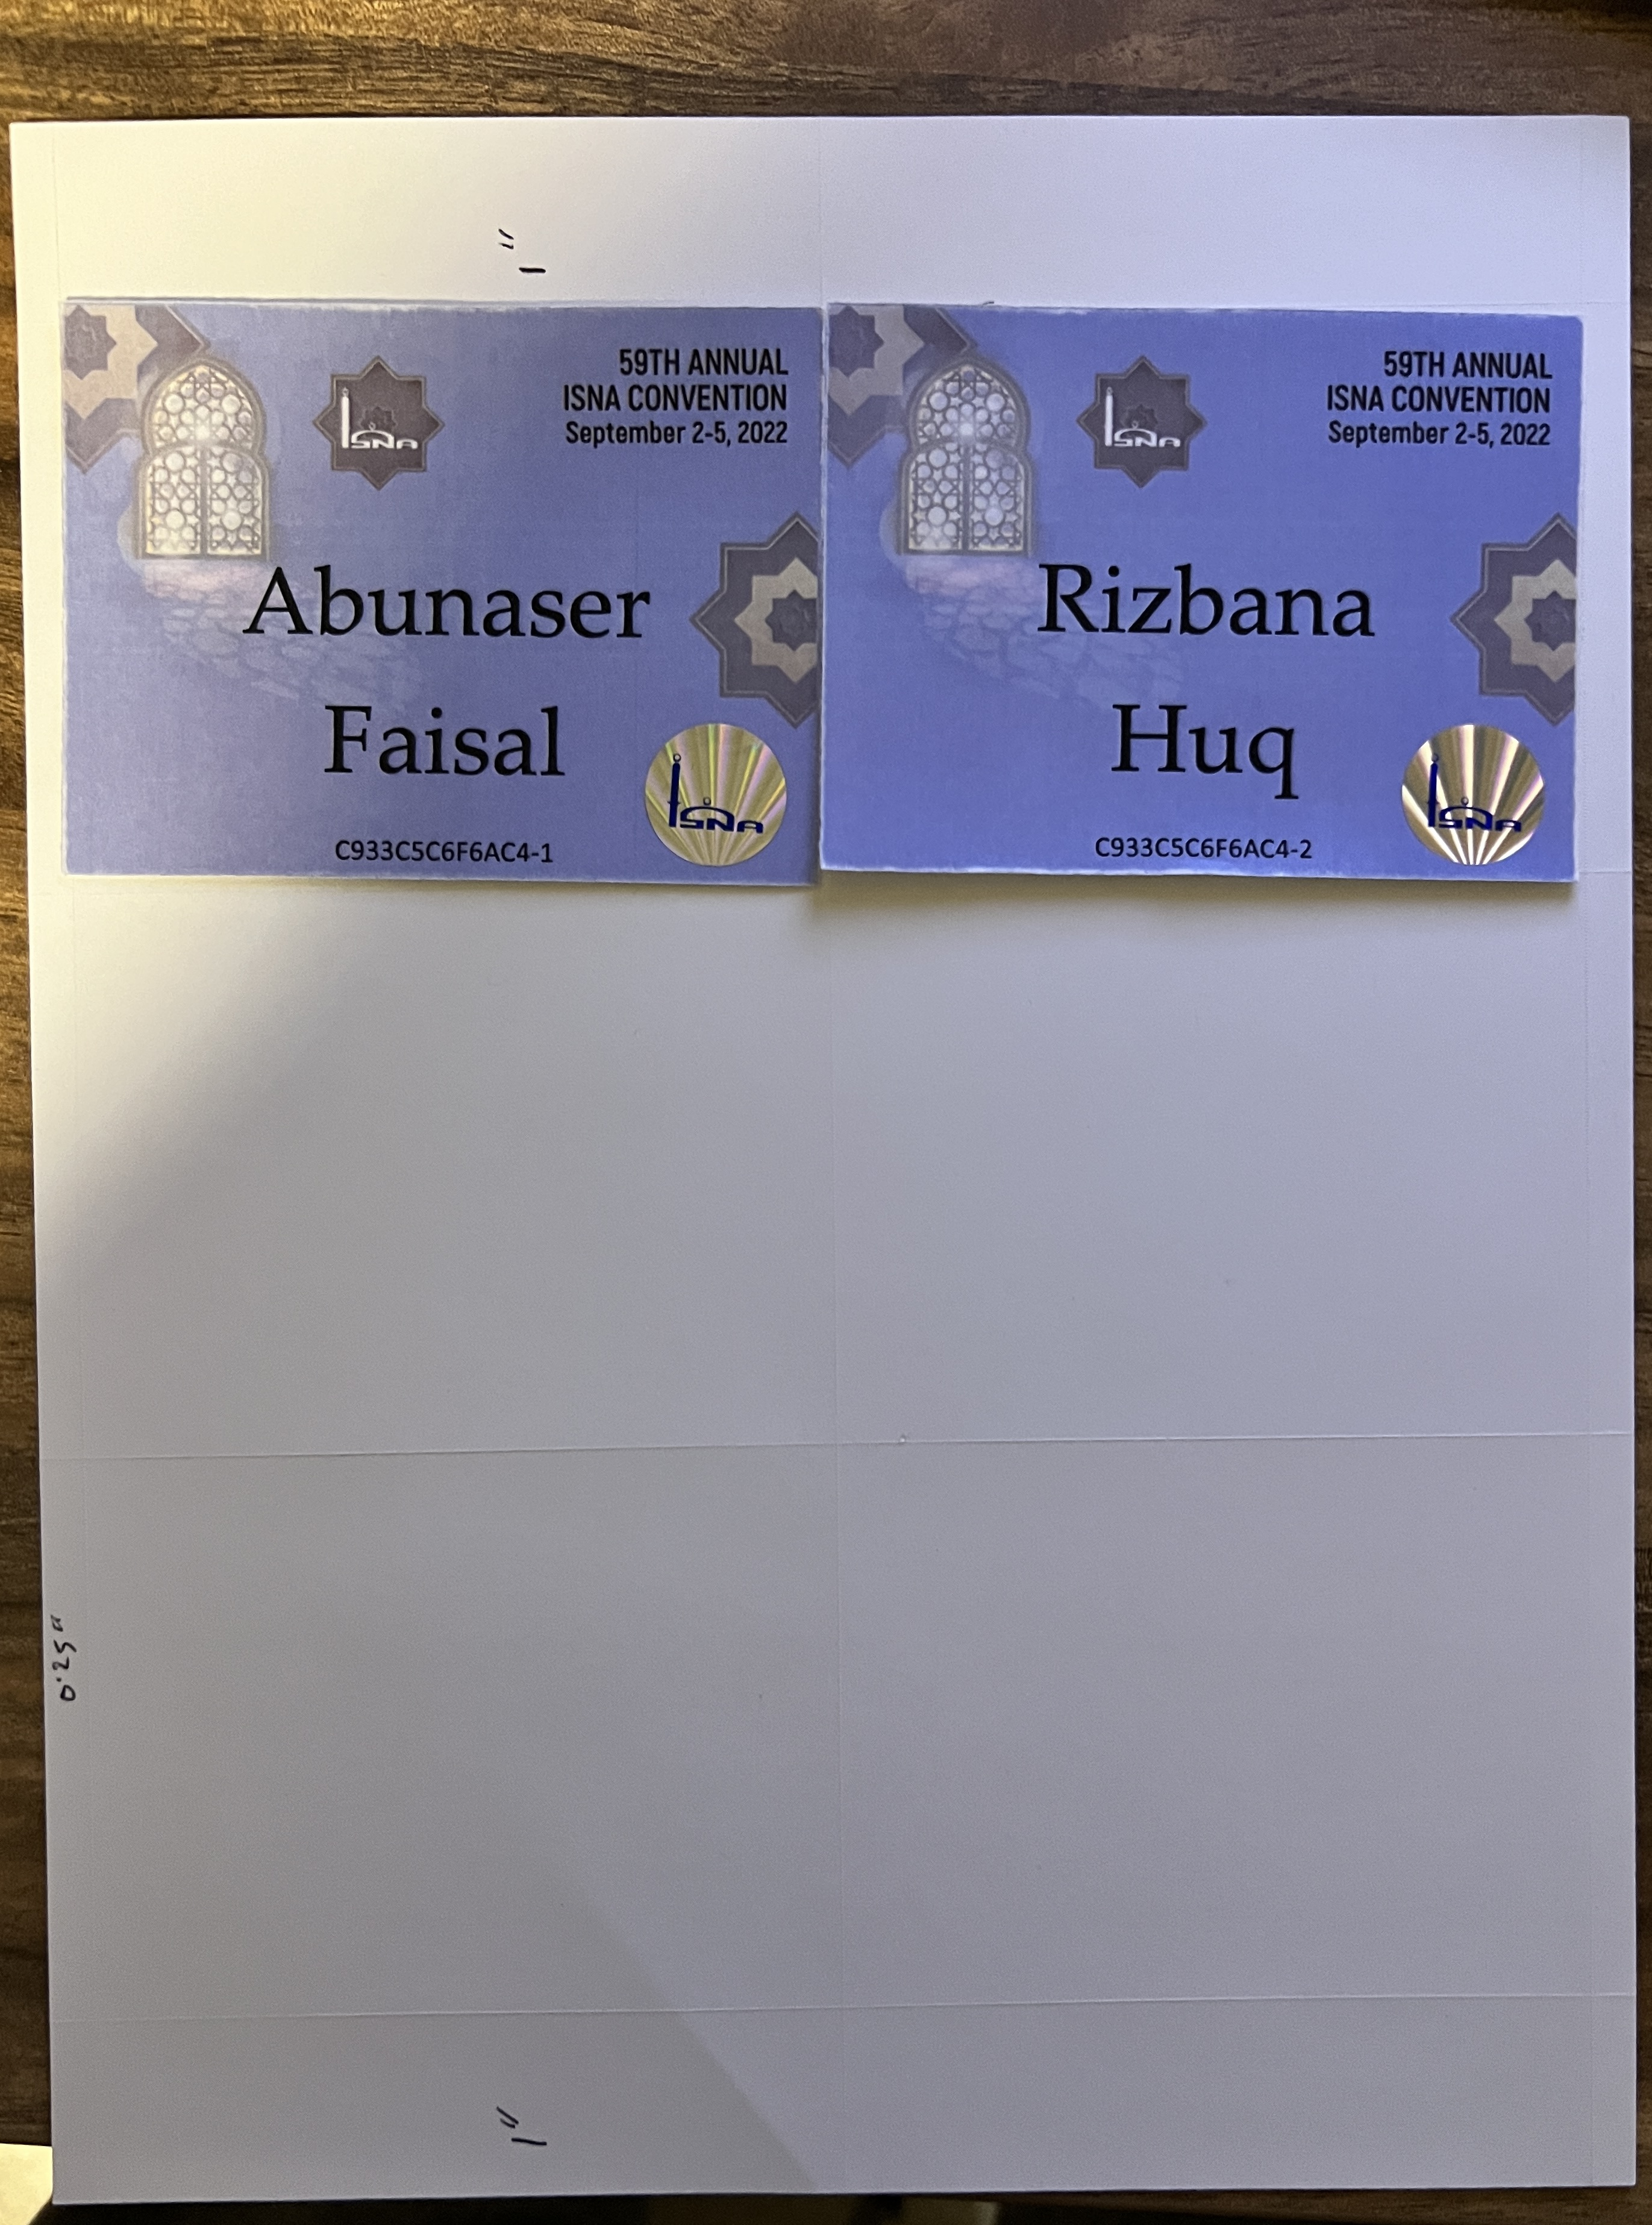 1"
ISNA
59TH ANNUAL
ISNA CONVENTION
September 2-5, 2022
Abunaser
Faisal
ISNA
C933C5C6F6AC4-1
ISNA
59TH ANNUAL
ISNA CONVENTION
September 2-5, 2022
Rizbana
Huq
ISNA
C933C5C6F6AC4-2
0.25"
1"